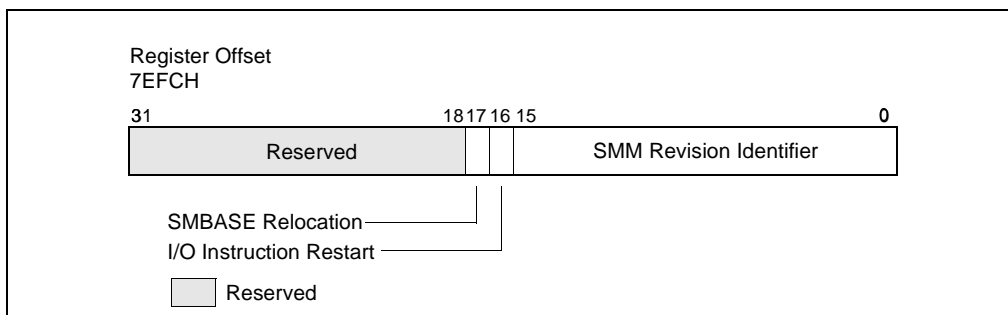 Register Offset
7EFCH
31 18 17 16 15 0
Reserved SMM Revision Identifier
SMBASE Relocation
I/O Instruction Restart
Reserved